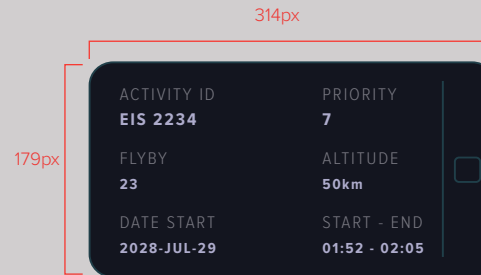 314px
179px
ACTIVITY ID PRIORITY
EIS 2234 7
FLYBY ALTITUDE
23 50km
DATE START START - END
2028-JUL-29 01:52 - 02:05